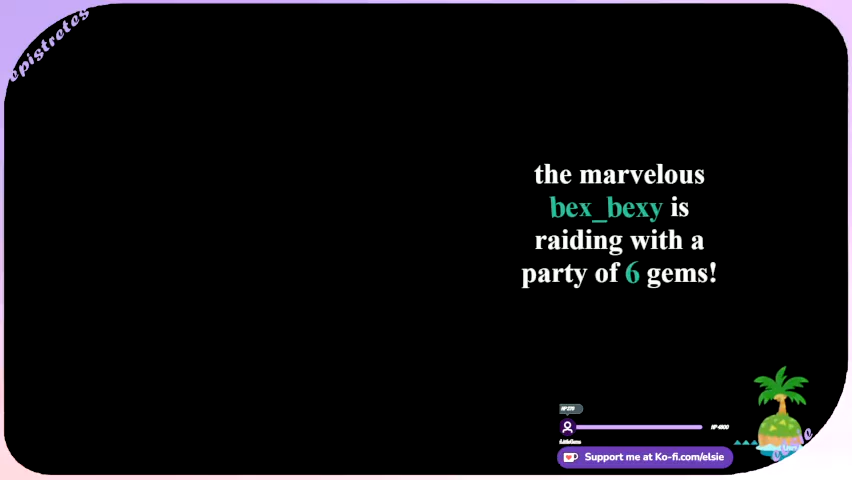 epistretes
the marvelous
bex_bexy is
raiding with a
party of 6 gems!
Support me at Ko-fi.com/elsie